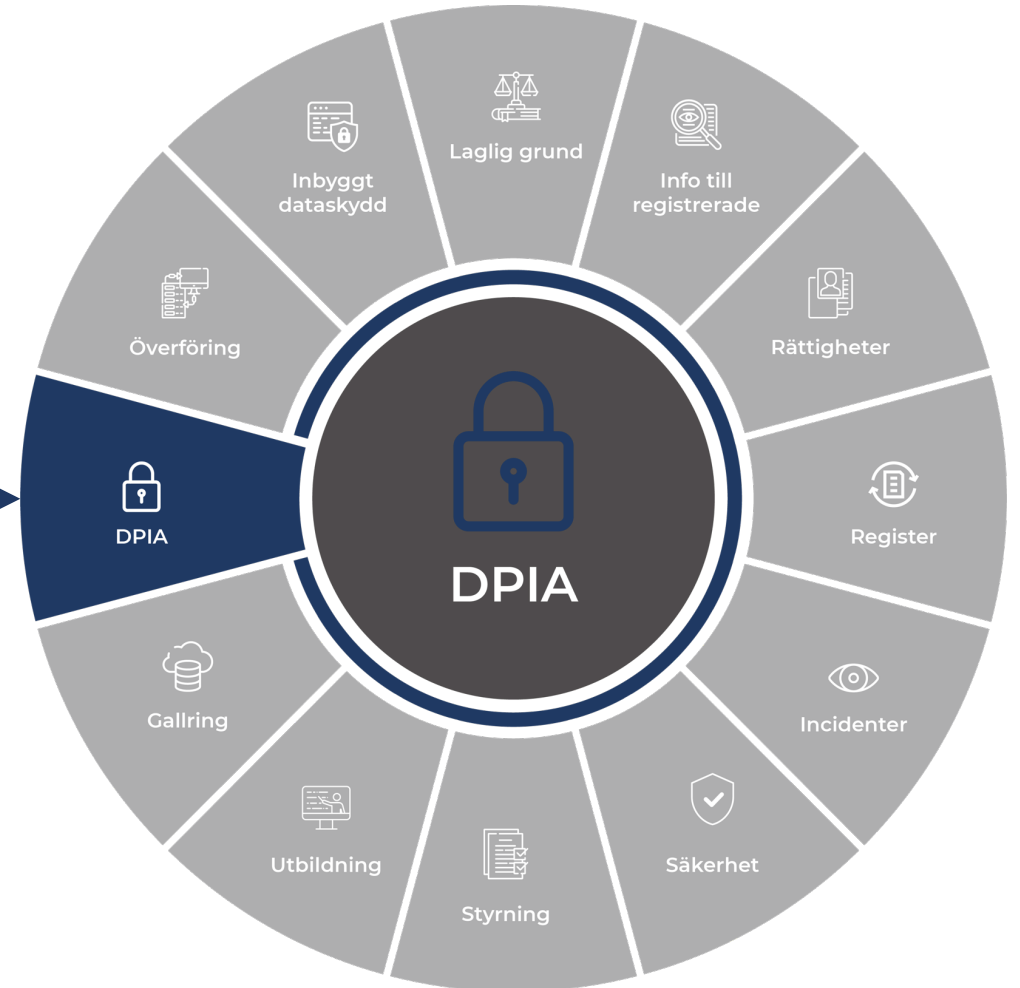 Laglig grund
Info till
registrerade
Rättigheter
Register
Incidenter
Säkerhet
Styrning
Utbildning
Gallring
DPIA
Överföring
Inbyggt
dataskydd
DPIA